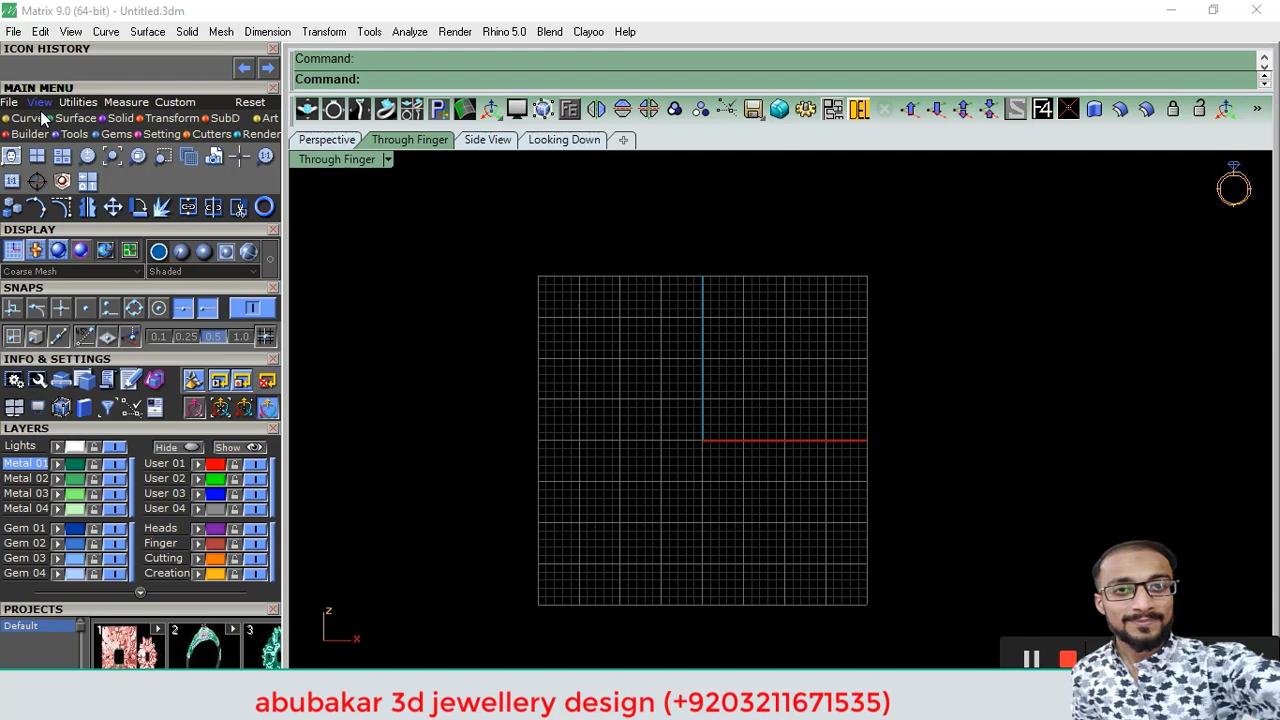 Matrix 9.0 (64-bit) - Untitled.3dm
File Edit View Curve Surface Solid Mesh Dimension Transform Tools Analyze Render Rhino 5.0 Blend Clayoo Help
ICON HISTORY
MAIN MENU
File View Utilities Measure Custom Reset
Curve Surface Solid Transform SubD Art
Builder Tools Gems Setting Cutters Render
DISPLAY
Coarse Mesh Shaded
SNAPS
0.1 0.25 0.5 1.0
INFO & SETTINGS
LAYERS
Lights Hide Show
Metal 01 User 01
Metal 02 User 02
Metal 03 User 03
Metal 04 User 04
Gem 01 Heads
Gem 02 Finger
Gem 03 Cutting
Gem 04 Creation
PROJECTS
Default 1 2 3
Command:
Command:
F4
Perspective Through Finger Side View Looking Down
Through Finger
z
x
abubakar 3d jewellery design (+9203211671535)